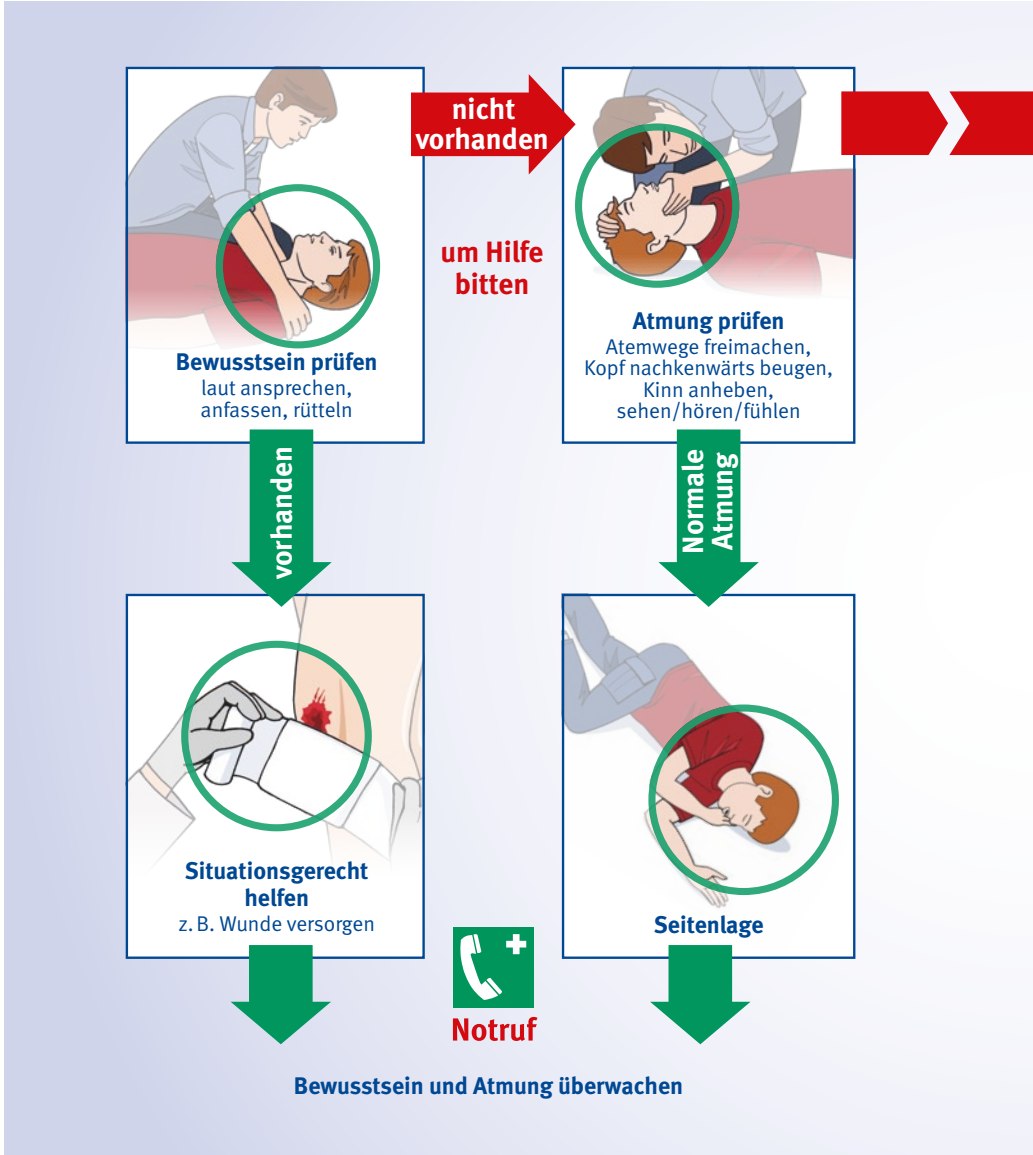 nicht
vorhanden
um Hilfe
bitten
Bewusstsein prüfen
laut ansprechen,
anfassen, rütteln
Atmung prüfen
Atemwege freimachen,
Kopf nachkenwärts beugen,
Kinn anheben,
sehen/hören/fühlen
vorhanden
Normale
Atmung
Situationsgerecht
helfen
z. B. Wunde versorgen
Seitenlage
Notruf
Bewusstsein und Atmung überwachen